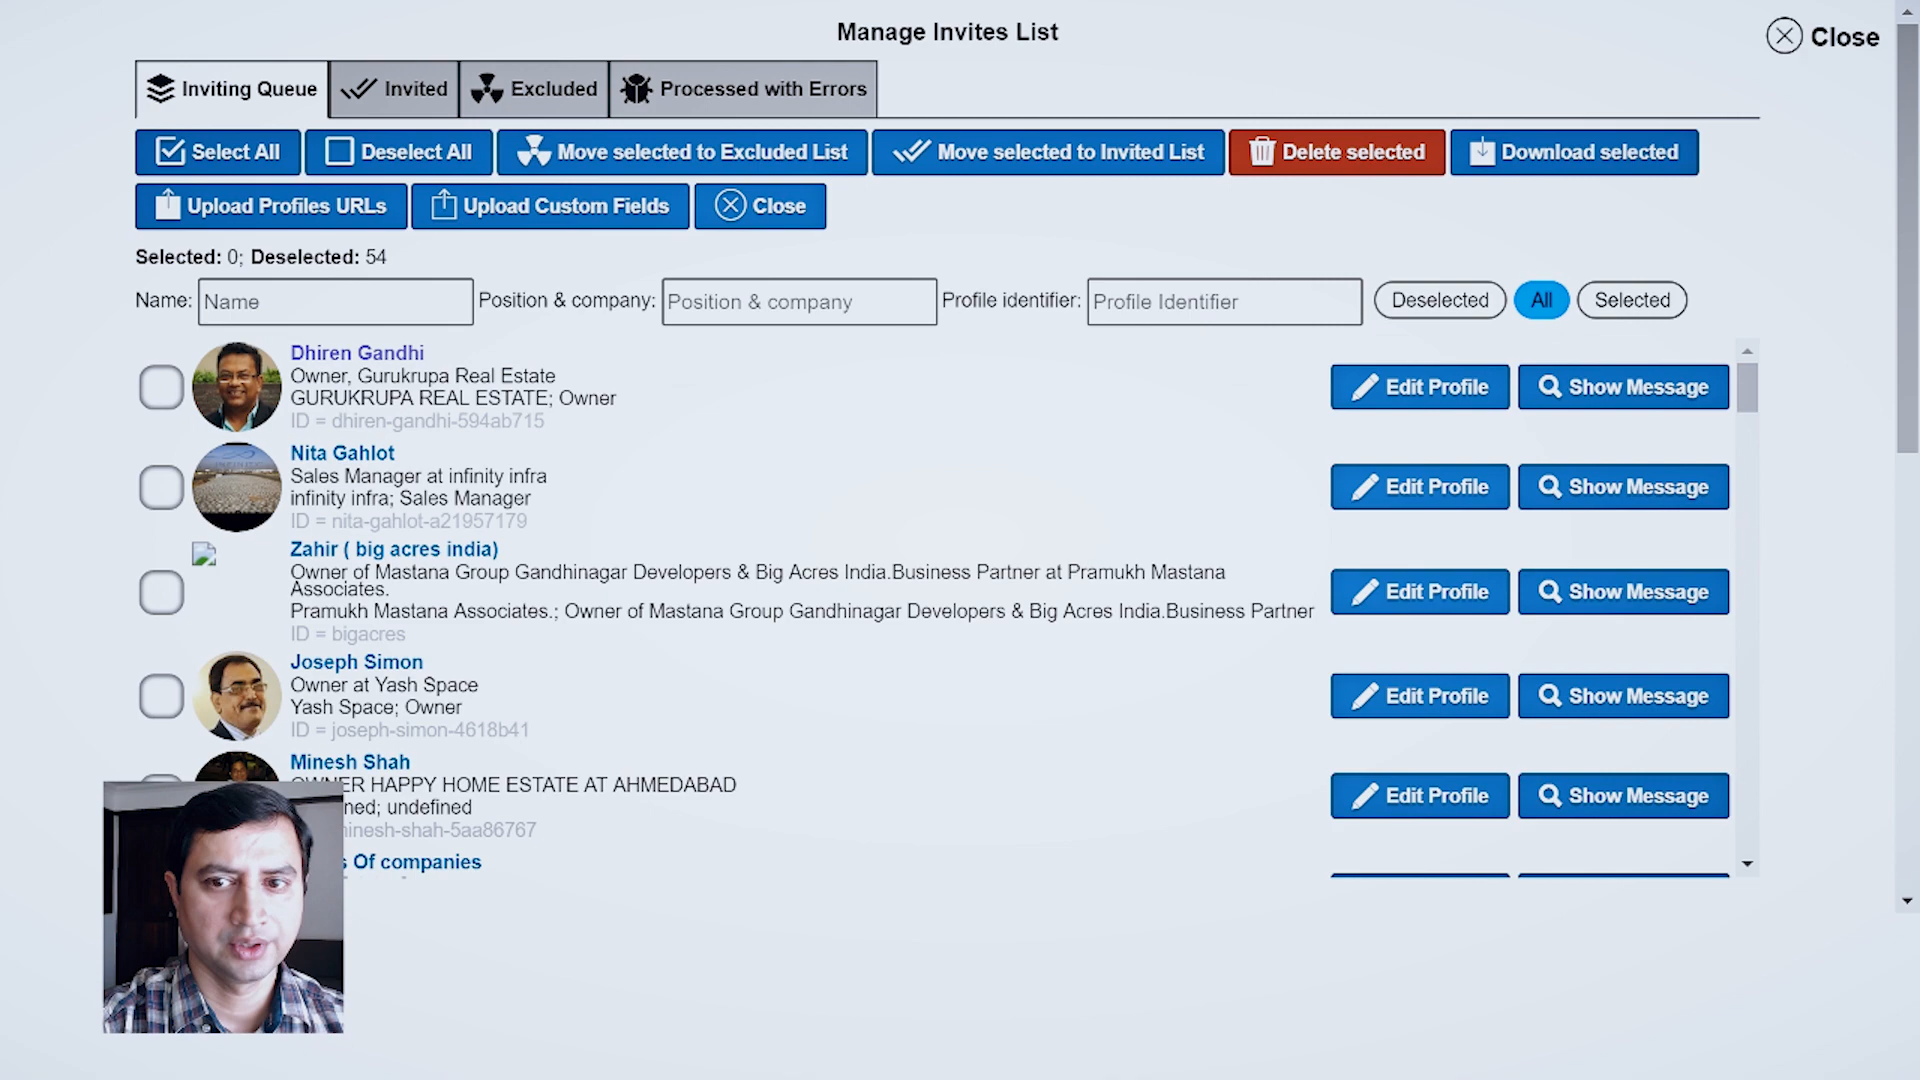 Manage Invites List
Close
Inviting Queue
Invited
Excluded
Processed with Errors
Select All
Deselect All
Move selected to Excluded List
Move selected to Invited List
Delete selected
Download selected
Upload Profiles URLs
Upload Custom Fields
Close
Selected: 0; Deselected: 54
Name: Name Position & company: Position & company Profile identifier: Profile Identifier Deselected All Selected
Dhiren Gandhi
Owner, Gurukrupa Real Estate
GURUKRUPA REAL ESTATE; Owner
ID = dhiren-gandhi-594ab715
Edit Profile Show Message
Nita Gahlot
Sales Manager at infinity infra
infinity infra; Sales Manager
ID = nita-gahlot-a21957179
Edit Profile Show Message
Zahir ( big acres india)
Owner of Mastana Group Gandhinagar Developers & Big Acres India.Business Partner at Pramukh Mastana
Associates.
Pramukh Mastana Associates.; Owner of Mastana Group Gandhinagar Developers & Big Acres India.Business Partner
ID = bigacres
Edit Profile Show Message
Joseph Simon
Owner at Yash Space
Yash Space; Owner
ID = joseph-simon-4618b41
Edit Profile Show Message
Minesh Shah
OWNER HAPPY HOME ESTATE AT AHMEDABAD
ned; undefined
minesh-shah-5aa86767
Edit Profile Show Message
Of companies